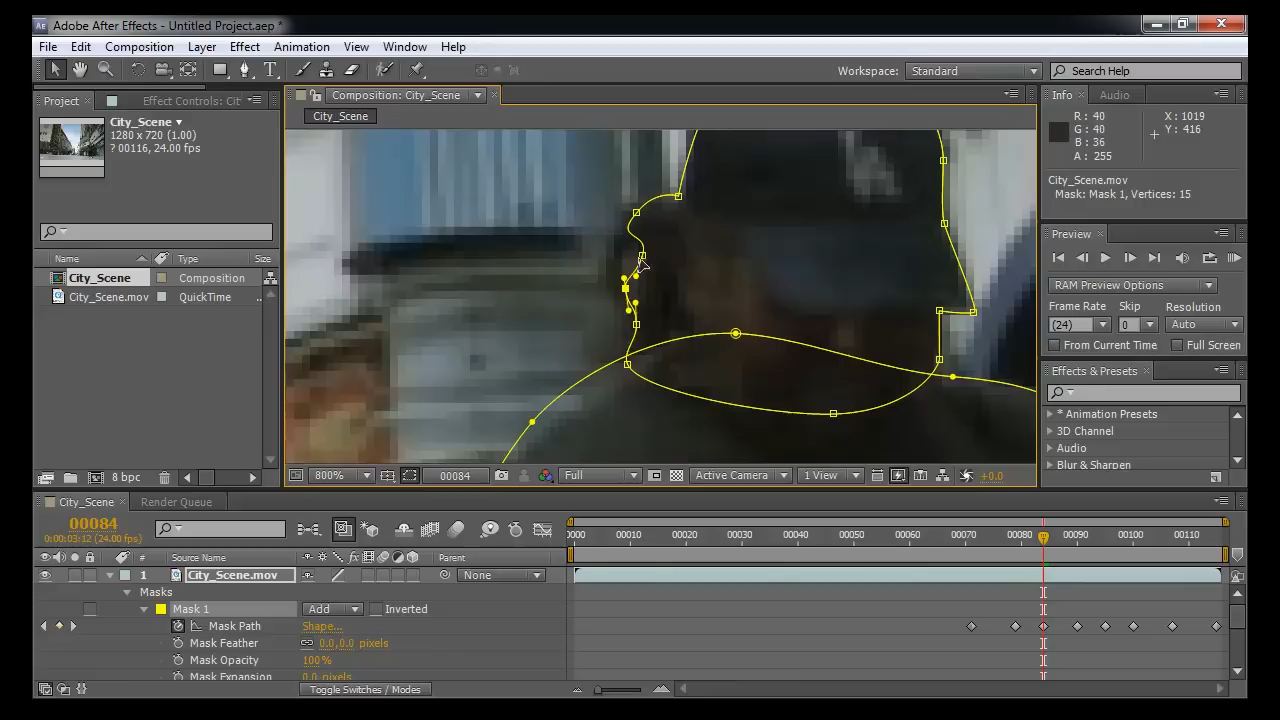 Ae Adobe After Effects - Untitled Project.aep *
File Edit Composition Layer Effect Animation View Window Help
T Workspace: Standard Search Help
Project Effect Controls: Cit
Composition: City_Scene
Info Audio
City_Scene
City_Scene
1280 x 720 (1.00)
? 00116, 24.00 fps
R : 40
G : 40
B : 36
A : 255
X : 1019
Y : 416
City_Scene.mov
Mask: Mask 1, Vertices: 15
Preview
Name Type Size
City_Scene Composition
City_Scene.mov QuickTime ..
RAM Preview Options
Frame Rate Skip Resolution
(24) 0 Auto
From Current Time Full Screen
Effects & Presets
* Animation Presets
3D Channel
Audio
Blur & Sharpen
8 bpc
800% 00084 Full Active Camera 1 View +0.0
City_Scene Render Queue
00084
0:00:03:12 (24.00 fps)
0000 00010 00020 00030 00040 00050 00060 00070 00080 00090 00100 00110
# Source Name fx Parent
1 City_Scene.mov None
Masks
Mask 1 Add Inverted
Mask Path Shape...
Mask Feather 0.0,0.0 pixels
Mask Opacity 100%
Mask Expansion 0.0 pixels
Toggle Switches / Modes